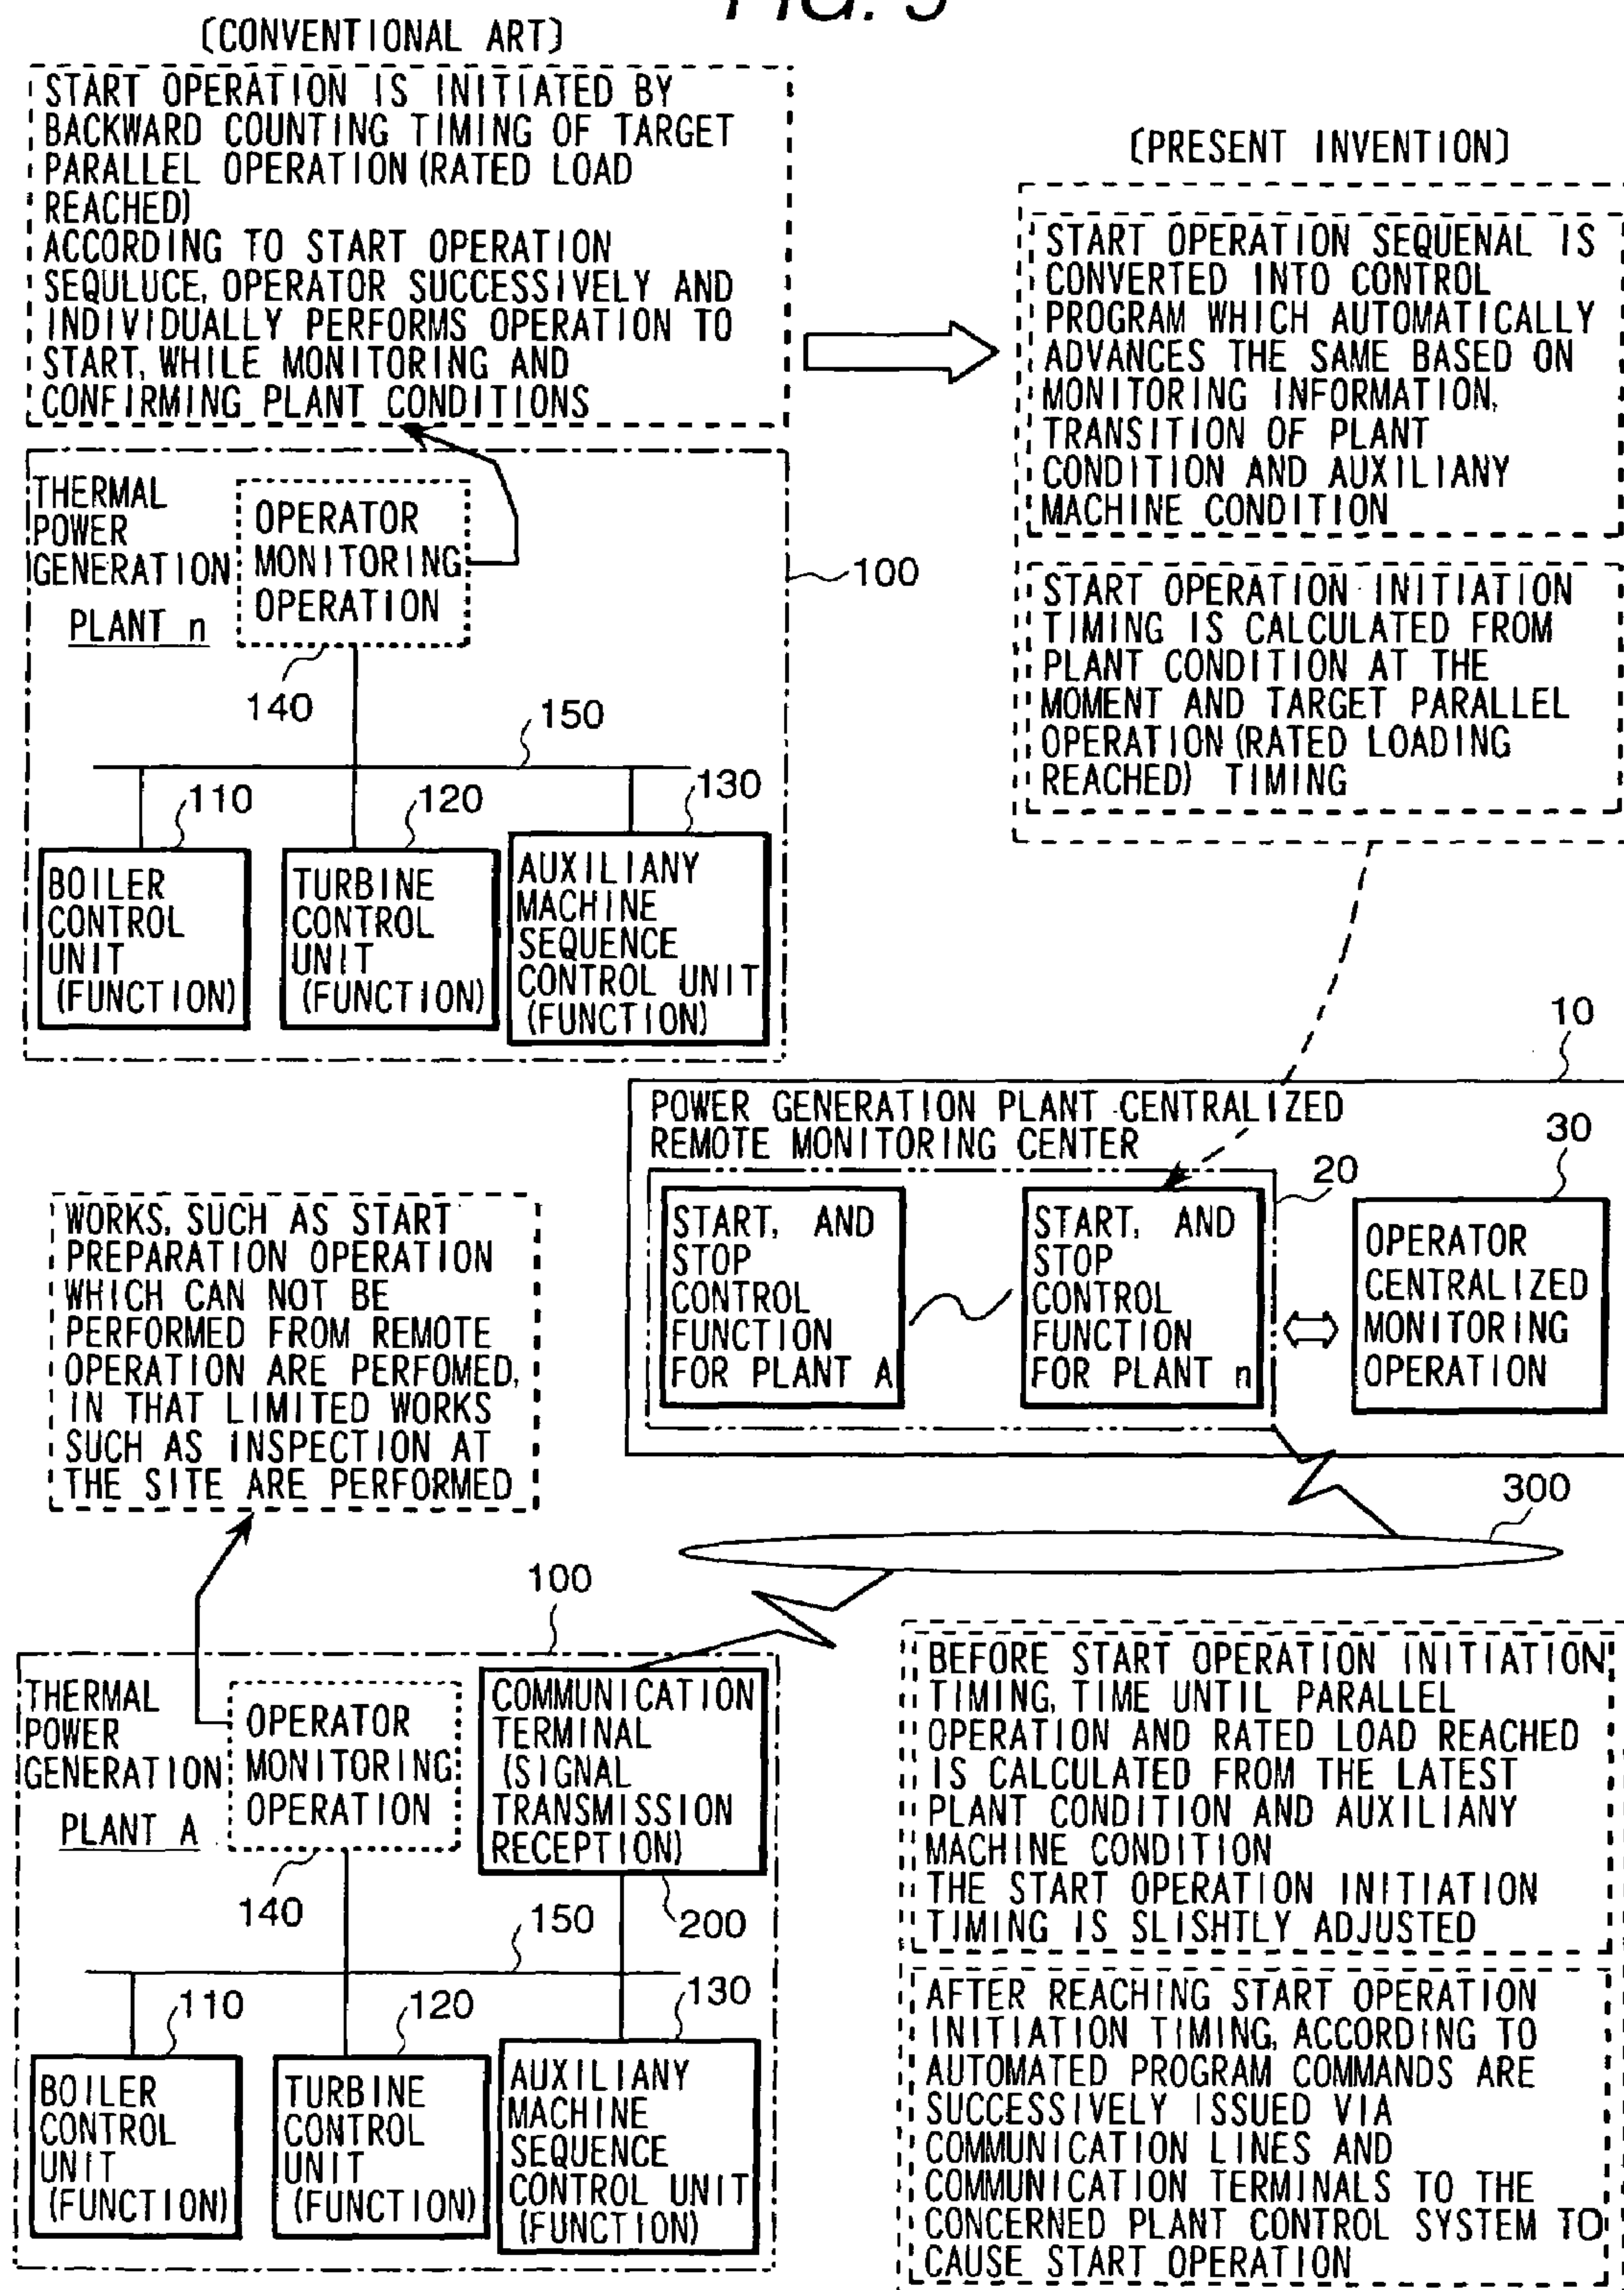 FIG. 5
(CONVENTIONAL ART)
START OPERATION IS INITIATED BY
BACKWARD COUNTING TIMING OF TARGET
PARALLEL OPERATION (RATED LOAD
REACHED)
ACCORDING TO START OPERATION
SEQULUCE, OPERATOR SUCCESSIVELY AND
INDIVIDUALLY PERFORMS OPERATION TO
START, WHILE MONITORING AND
CONFIRMING PLANT CONDITIONS
(PRESENT INVENTION)
START OPERATION SEQUENAL IS
CONVERTED INTO CONTROL
PROGRAM WHICH AUTOMATICALLY
ADVANCES THE SAME BASED ON
MONITORING INFORMATION,
TRANSITION OF PLANT
CONDITION AND AUXILIANY
MACHINE CONDITION
START OPERATION INITIATION
TIMING IS CALCULATED FROM
PLANT CONDITION AT THE
MOMENT AND TARGET PARALLEL
OPERATION (RATED LOADING
REACHED) TIMING
THERMAL
POWER
GENERATION
PLANT n
OPERATOR
MONITORING
OPERATION
100
140
150
110
120
130
BOILER
CONTROL
UNIT
(FUNCTION)
TURBINE
CONTROL
UNIT
(FUNCTION)
AUXILIANY
MACHINE
SEQUENCE
CONTROL UNIT
(FUNCTION)
10
POWER GENERATION PLANT CENTRALIZED
REMOTE MONITORING CENTER
30
20
START, AND
STOP
CONTROL
FUNCTION
FOR PLANT A
START, AND
STOP
CONTROL
FUNCTION
FOR PLANT n
OPERATOR
CENTRALIZED
MONITORING
OPERATION
WORKS, SUCH AS START
PREPARATION OPERATION
WHICH CAN NOT BE
PERFORMED FROM REMOTE
OPERATION ARE PERFOMED,
IN THAT LIMITED WORKS
SUCH AS INSPECTION AT
THE SITE ARE PERFORMED
300
100
THERMAL
POWER
GENERATION
PLANT A
OPERATOR
MONITORING
OPERATION
COMMUNICATION
TERMINAL
(SIGNAL
TRANSMISSION
RECEPTION)
140
150
200
110
120
130
BOILER
CONTROL
UNIT
(FUNCTION)
TURBINE
CONTROL
UNIT
(FUNCTION)
AUXILIANY
MACHINE
SEQUENCE
CONTROL UNIT
(FUNCTION)
BEFORE START OPERATION INITIATION
TIMING, TIME UNTIL PARALLEL
OPERATION AND RATED LOAD REACHED
IS CALCULATED FROM THE LATEST
PLANT CONDITION AND AUXILIANY
MACHINE CONDITION
THE START OPERATION INITIATION
TIMING IS SLISHTLY ADJUSTED
AFTER REACHING START OPERATION
INITIATION TIMING, ACCORDING TO
AUTOMATED PROGRAM COMMANDS ARE
SUCCESSIVELY ISSUED VIA
COMMUNICATION LINES AND
COMMUNICATION TERMINALS TO THE
CONCERNED PLANT CONTROL SYSTEM TO
CAUSE START OPERATION